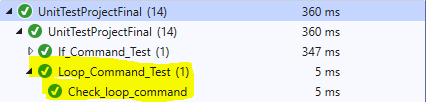 UnitTestProjectFinal (14) 360 ms
UnitTestProjectFinal (14) 360 ms
If_Command_Test (1) 347 ms
Loop_Command_Test (1) 5 ms
Check_loop_command 5 ms